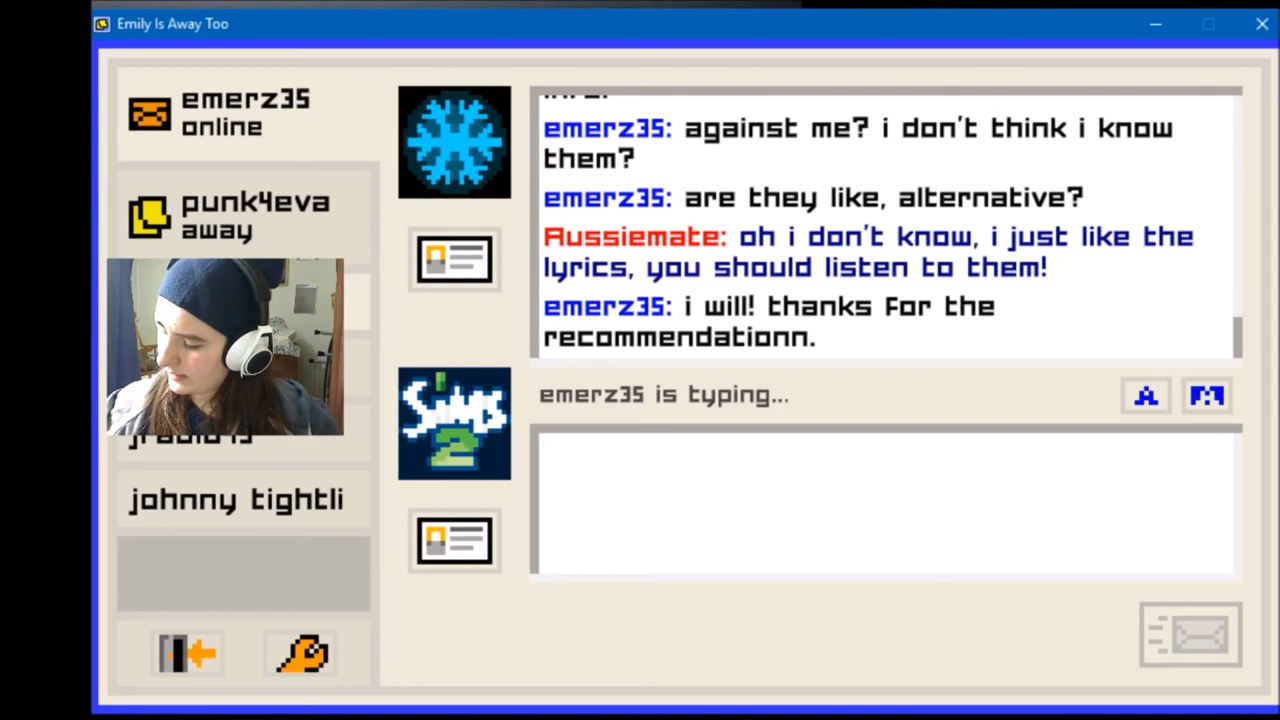 Emily Is Away Too
emerz35
online
punk4eva
away
johnny tightli
emerz35: against me? i don't think i know
them?
emerz35: are they like, alternative?
Aussiemate: oh i don't know, i just like the
lyrics, you should listen to them!
emerz35: i will! thanks for the
recommendationn.
emerz35 is typing...
A
Sims
2